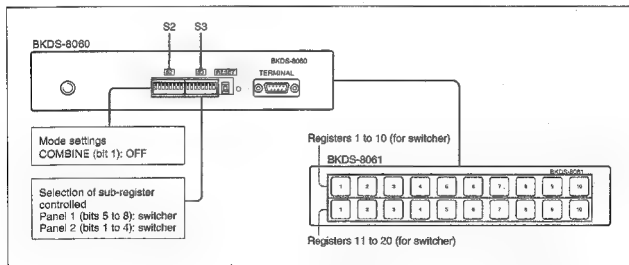 S2 S3
BKDS-8060
BKDS-8060
S2 S3 RESET
TERMINAL
Mode settings
COMBINE (bit 1): OFF
Selection of sub-register
controlled
Panel 1 (bits 5 to 8): switcher
Panel 2 (bits 1 to 4): switcher
Registers 1 to 10 (for switcher)
BKDS-8061
BKDS-8061
1 2 3 4 5 6 7 8 9 10
1 2 3 4 5 6 7 8 9 10
Registers 11 to 20 (for switcher)